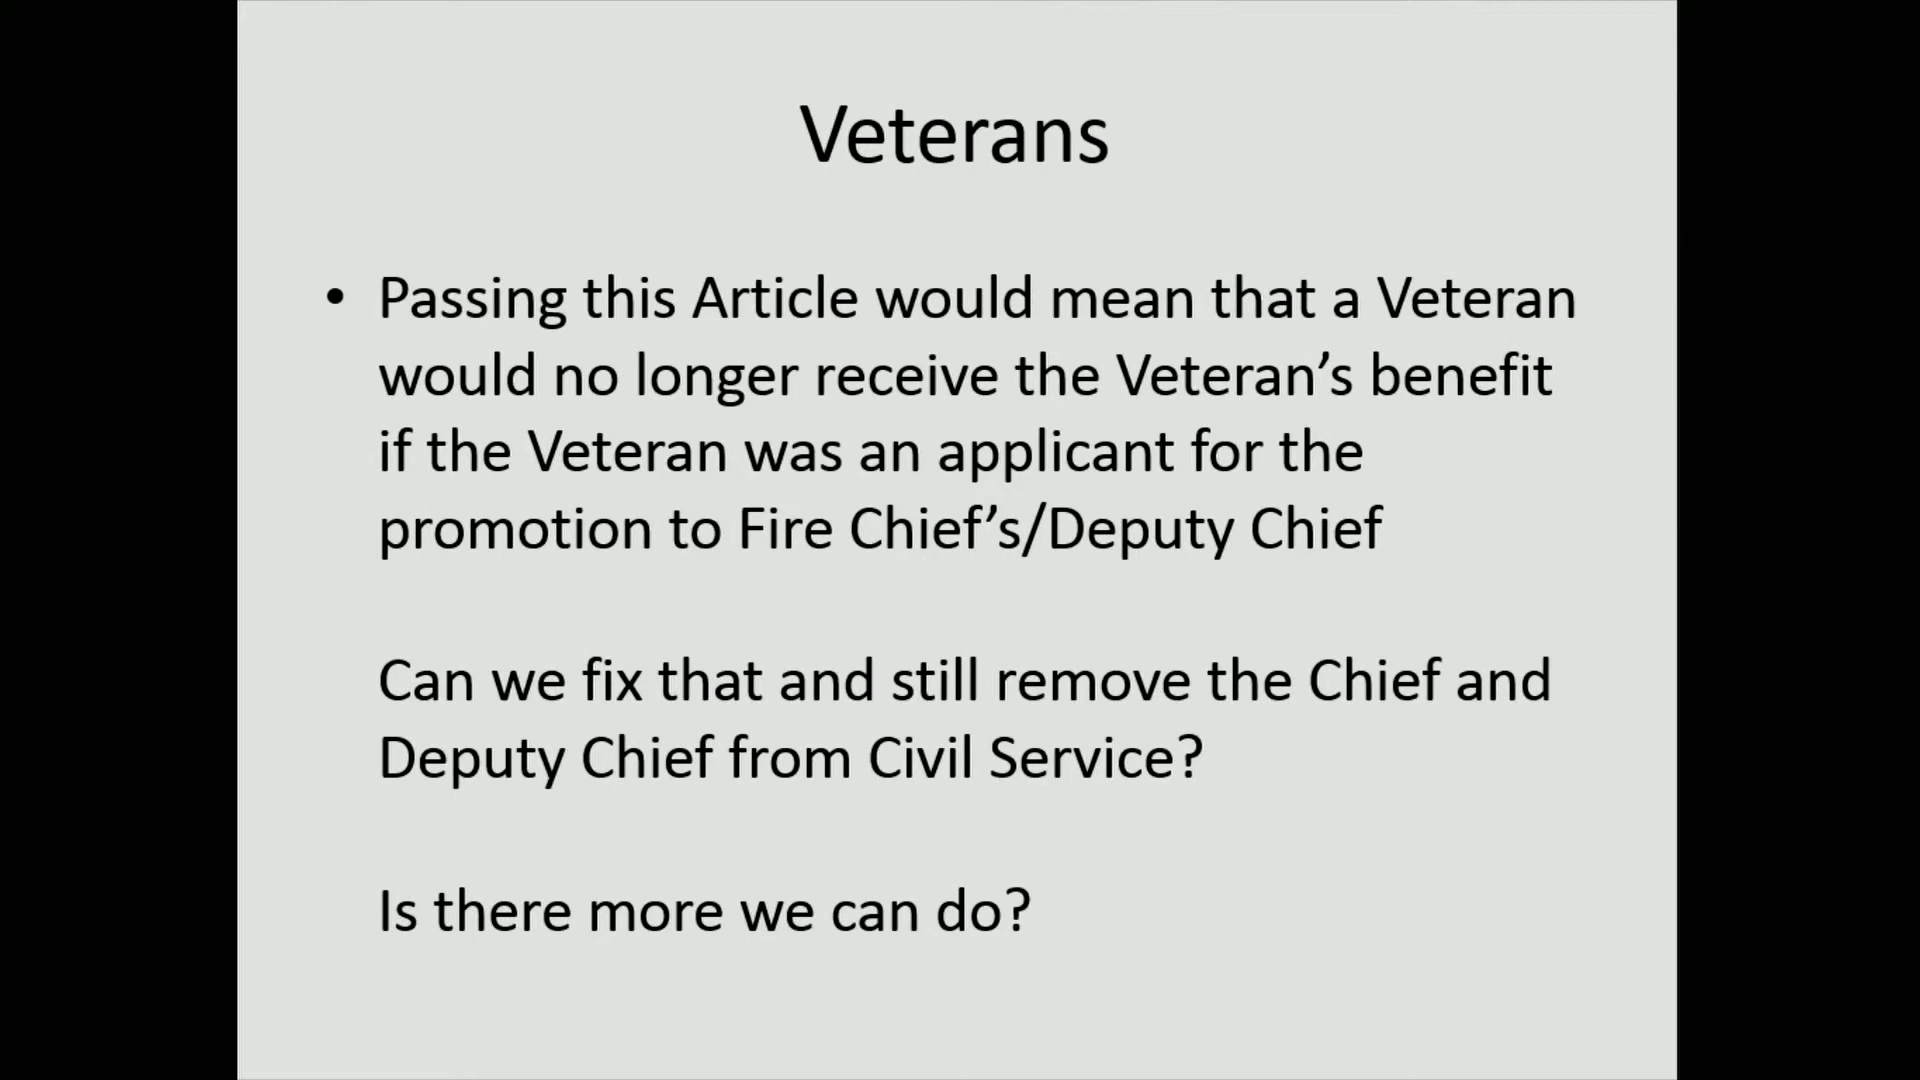 Veterans
• Passing this Article would mean that a Veteran
would no longer receive the Veteran’s benefit
if the Veteran was an applicant for the
promotion to Fire Chief’s/Deputy Chief
Can we fix that and still remove the Chief and
Deputy Chief from Civil Service?
Is there more we can do?